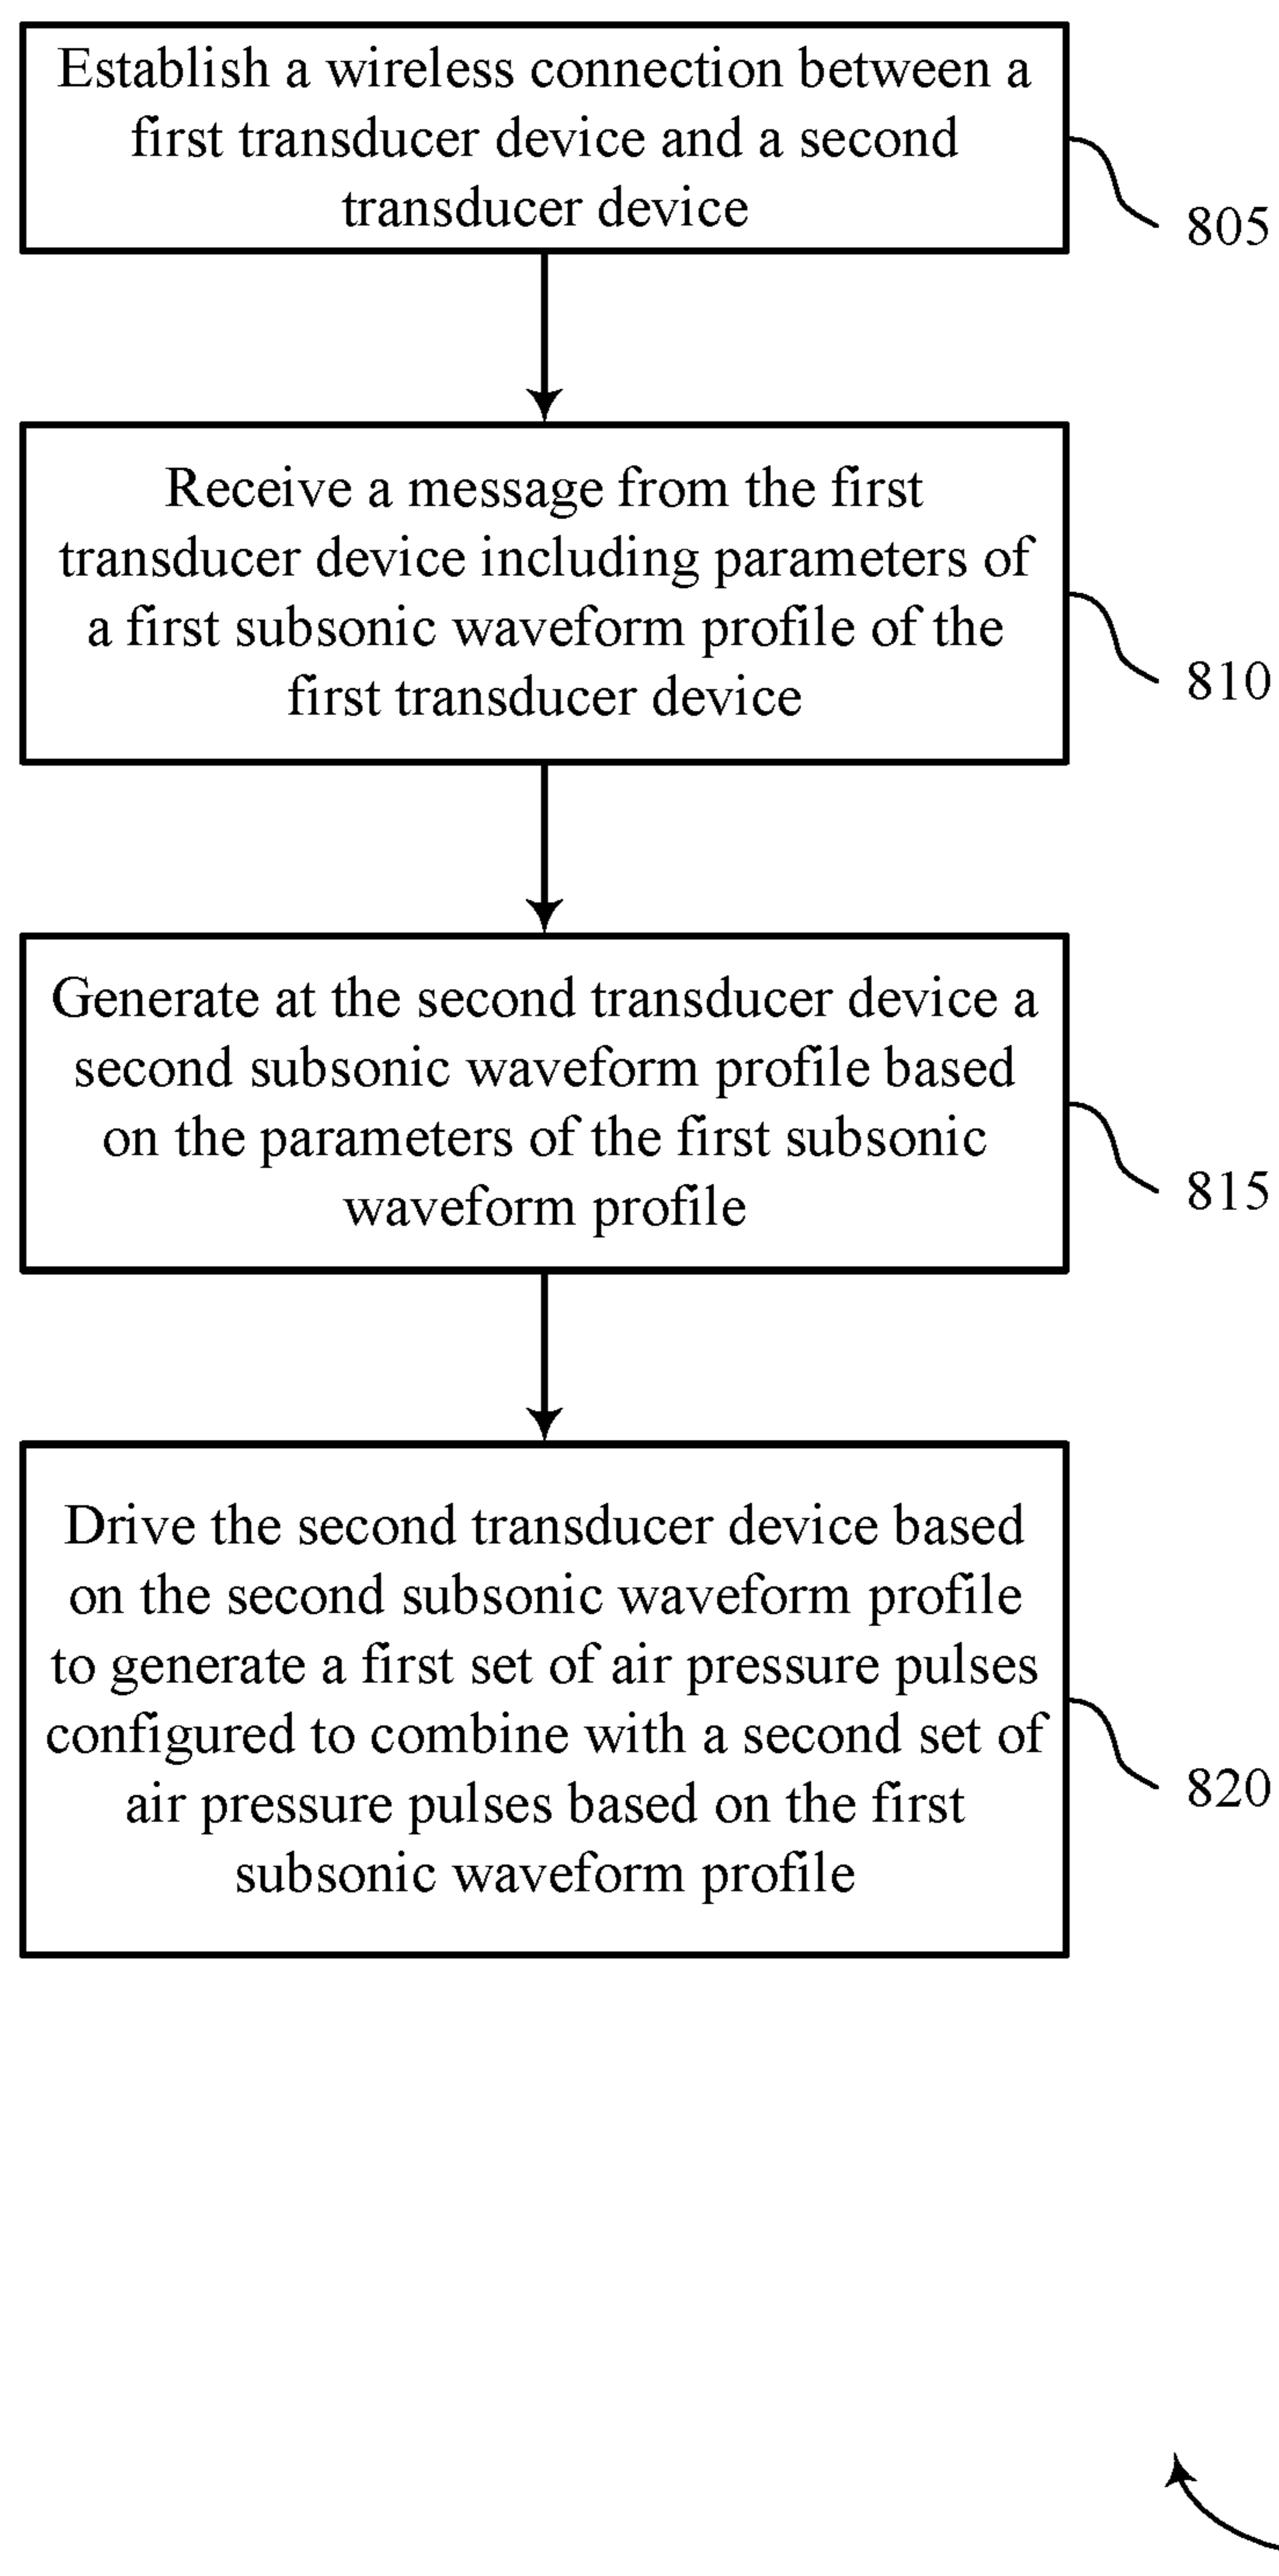 Establish a wireless connection between a
first transducer device and a second
transducer device
805
Receive a message from the first
transducer device including parameters of
a first subsonic waveform profile of the
first transducer device
810
Generate at the second transducer device a
second subsonic waveform profile based
on the parameters of the first subsonic
waveform profile
815
Drive the second transducer device based
on the second subsonic waveform profile
to generate a first set of air pressure pulses
configured to combine with a second set of
air pressure pulses based on the first
subsonic waveform profile
820